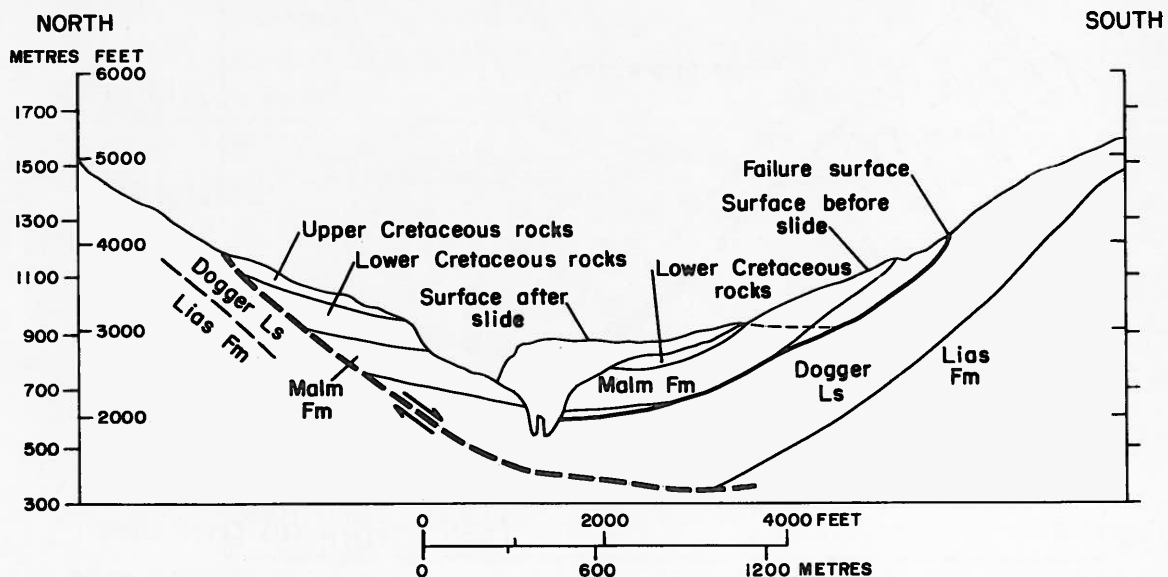 NORTH
SOUTH
METRES FEET
6000
1700
5000
1500
1300
4000
1100
900
3000
700
2000
500
300
Failure surface
Surface before
slide
Upper Cretaceous rocks
Lower Cretaceous rocks
Lower Cretaceous
rocks
Surface after
slide
Dogger Ls
Lias Fm
Malm
Fm
Malm Fm
Dogger
Ls
Lias
Fm
0 2000 4000 FEET
0 600 1200 METRES